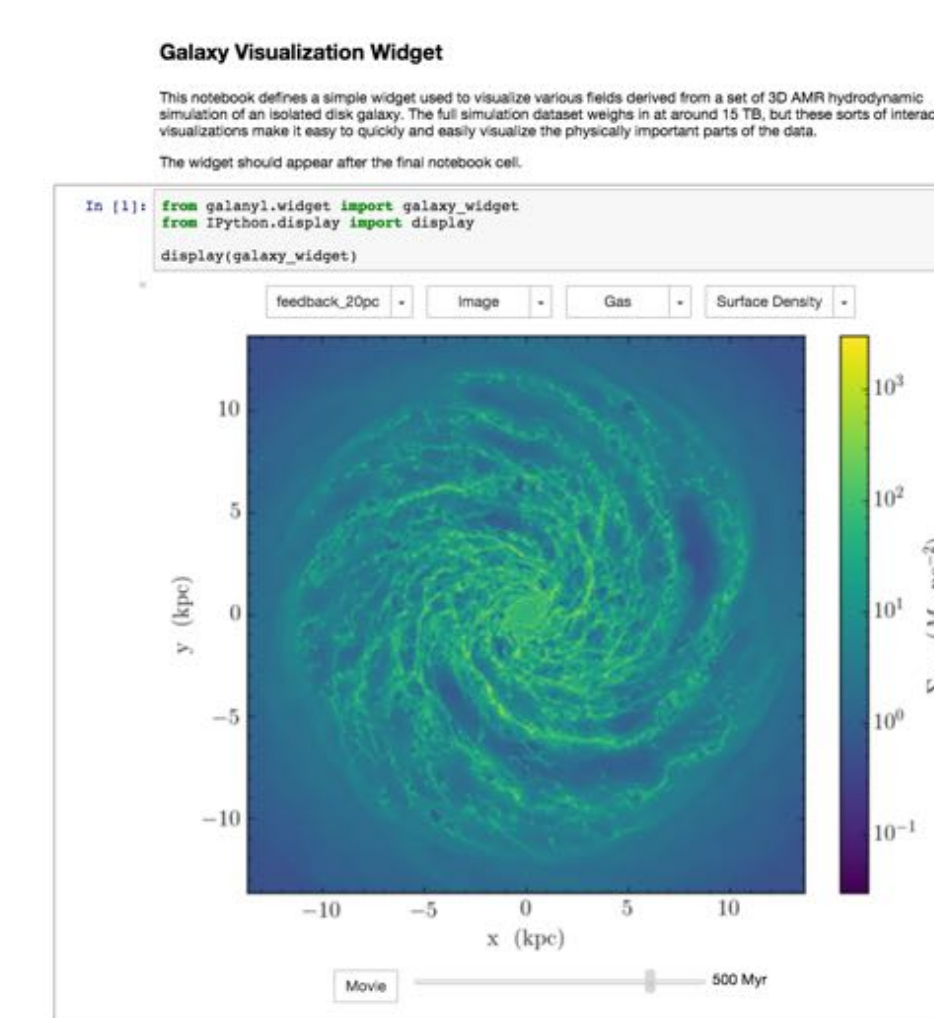 Galaxy Visualization Widget
This notebook defines a simple widget used to visualize various fields derived from a set of 3D AMR hydrodynamic
simulation of an isolated disk galaxy. The full simulation dataset weighs in at around 15 TB, but these sorts of interac
visualizations make it easy to quickly and easily visualize the physically important parts of the data.
The widget should appear after the final notebook cell.
In [1]: from galanyl.widget import galaxy_widget
from IPython.display import display
display(galaxy_widget)
feedback_20pc Image Gas Surface Density
10
5
0
−5
−10
y (kpc)
−10 −5 0 5 10
x (kpc)
10³
10²
10¹
10⁰
10⁻¹
Movie 500 Myr